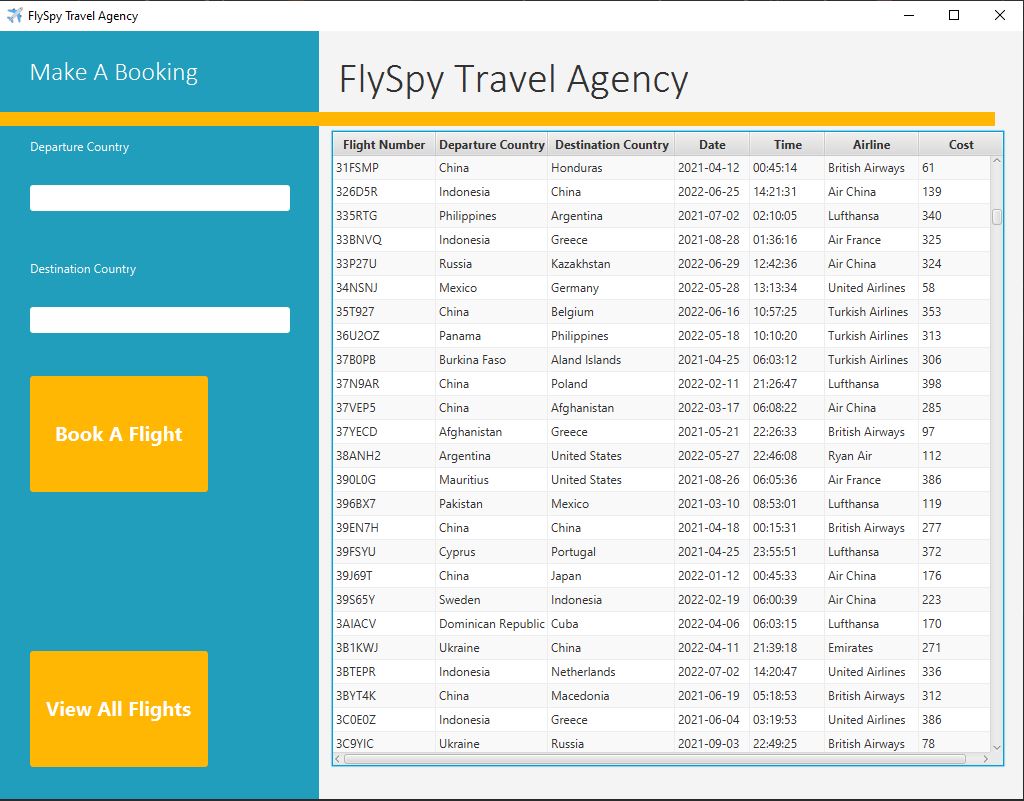 FlySpy Travel Agency
Make A Booking
FlySpy Travel Agency
Departure Country
Destination Country
Book A Flight
View All Flights
Flight Number Departure Country Destination Country Date Time Airline Cost
31FSMP China Honduras 2021-04-12 00:45:14 British Airways 61
326D5R Indonesia China 2022-06-25 14:21:31 Air China 139
335RTG Philippines Argentina 2021-07-02 02:10:05 Lufthansa 340
33BNVQ Indonesia Greece 2021-08-28 01:36:16 Air France 325
33P27U Russia Kazakhstan 2022-06-29 12:42:36 Air China 324
34NSNJ Mexico Germany 2022-05-28 13:13:34 United Airlines 58
35T927 China Belgium 2022-06-16 10:57:25 Turkish Airlines 353
36U2OZ Panama Philippines 2022-05-18 10:10:20 Turkish Airlines 313
37B0PB Burkina Faso Aland Islands 2021-04-25 06:03:12 Turkish Airlines 306
37N9AR China Poland 2022-02-11 21:26:47 Lufthansa 398
37VEP5 China Afghanistan 2022-03-17 06:08:22 Air China 285
37YECD Afghanistan Greece 2021-05-21 22:26:33 British Airways 97
38ANH2 Argentina United States 2022-05-27 22:46:08 Ryan Air 112
390L0G Mauritius United States 2021-08-26 06:05:36 Air France 386
396BX7 Pakistan Mexico 2021-03-10 08:53:01 Lufthansa 119
39EN7H China China 2021-04-18 00:15:31 British Airways 277
39FSYU Cyprus Portugal 2021-04-25 23:55:51 Lufthansa 372
39J69T China Japan 2022-01-12 00:45:33 Air China 176
39S65Y Sweden Indonesia 2022-02-19 06:00:39 Air China 223
3AIACV Dominican Republic Cuba 2022-04-06 06:03:15 Lufthansa 170
3B1KWJ Ukraine China 2022-04-11 21:39:18 Emirates 271
3BTEPR Indonesia Netherlands 2022-07-02 14:20:47 United Airlines 336
3BYT4K China Macedonia 2021-06-19 05:18:53 British Airways 312
3C0E0Z Indonesia Greece 2021-06-04 03:19:53 United Airlines 386
3C9YIC Ukraine Russia 2021-09-03 22:49:25 British Airways 78